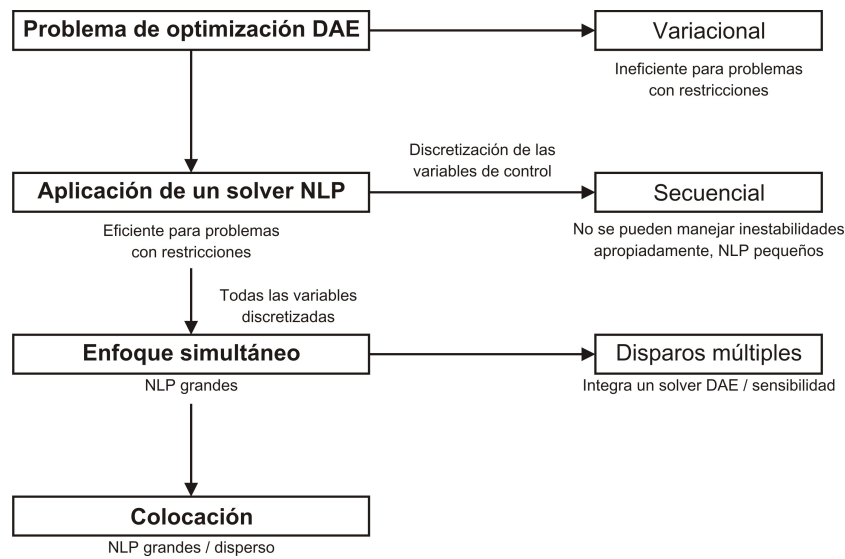 Problema de optimización DAE
Variacional
Ineficiente para problemas
con restricciones
Discretización de las
variables de control
Aplicación de un solver NLP
Secuencial
Eficiente para problemas
con restricciones
No se pueden manejar inestabilidades
apropiadamente, NLP pequeños
Todas las variables
discretizadas
Enfoque simultáneo
Disparos múltiples
NLP grandes
Integra un solver DAE / sensibilidad
Colocación
NLP grandes / disperso